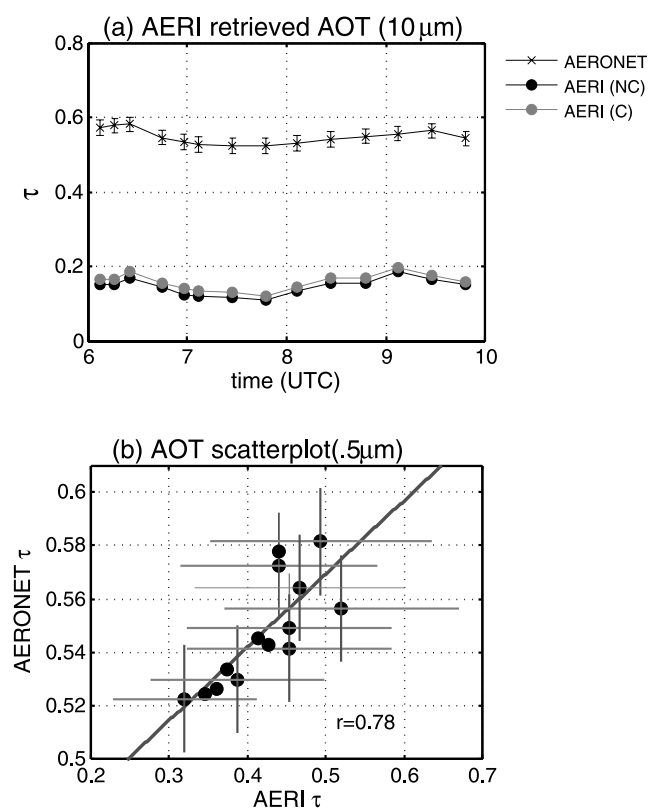 (a) AERI retrieved AOT (10 μm)
0.8
0.6
0.4
0.2
0
τ
6 7 8 9 10
time (UTC)
AERONET
AERI (NC)
AERI (C)
(b) AOT scatterplot(.5μm)
0.6
0.58
0.56
0.54
0.52
0.5
AERONET τ
r=0.78
0.2 0.3 0.4 0.5 0.6 0.7
AERI τ